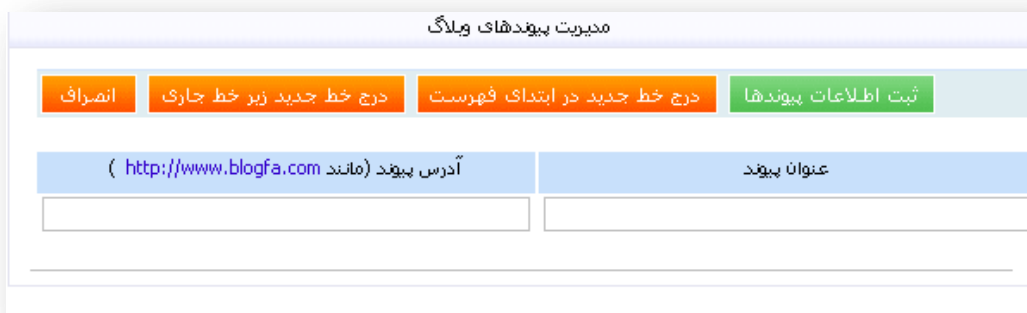 مدیریت پیوندهای وبلاگ
ثبت اطلاعات پیوندها درج خط جدید در ابتدای فهرست درج خط جدید زیر خط جاری انصراف
عنوان پیوند آدرس پیوند (مانند http://www.blogfa.com )